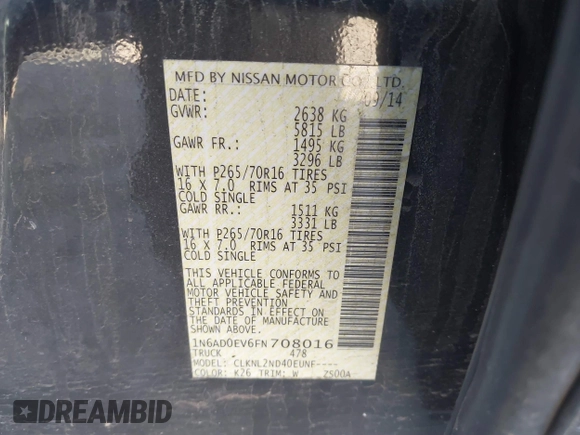 MFD BY NISSAN MOTOR CO., LTD.
DATE: 09/14
GVWR: 2638 KG
5815 LB
GAWR FR.: 1495 KG
3296 LB
WITH P265/70R16 TIRES
16 X 7.0 RIMS AT 35 PSI
COLD SINGLE
GAWR RR.: 1511 KG
3331 LB
WITH P265/70R16 TIRES
16 X 7.0 RIMS AT 35 PSI
COLD SINGLE
THIS VEHICLE CONFORMS TO
ALL APPLICABLE FEDERAL
MOTOR VEHICLE SAFETY AND
THEFT PREVENTION
STANDARDS IN EFFECT ON
THE DATE OF MANUFACTURE
SHOWN ABOVE.
1N6AD0EV6FN708016
TRUCK 478
MODEL: CLKNLZND40EUNF----
COLOR: K26 TRIM: W 2500A
DREAMBID